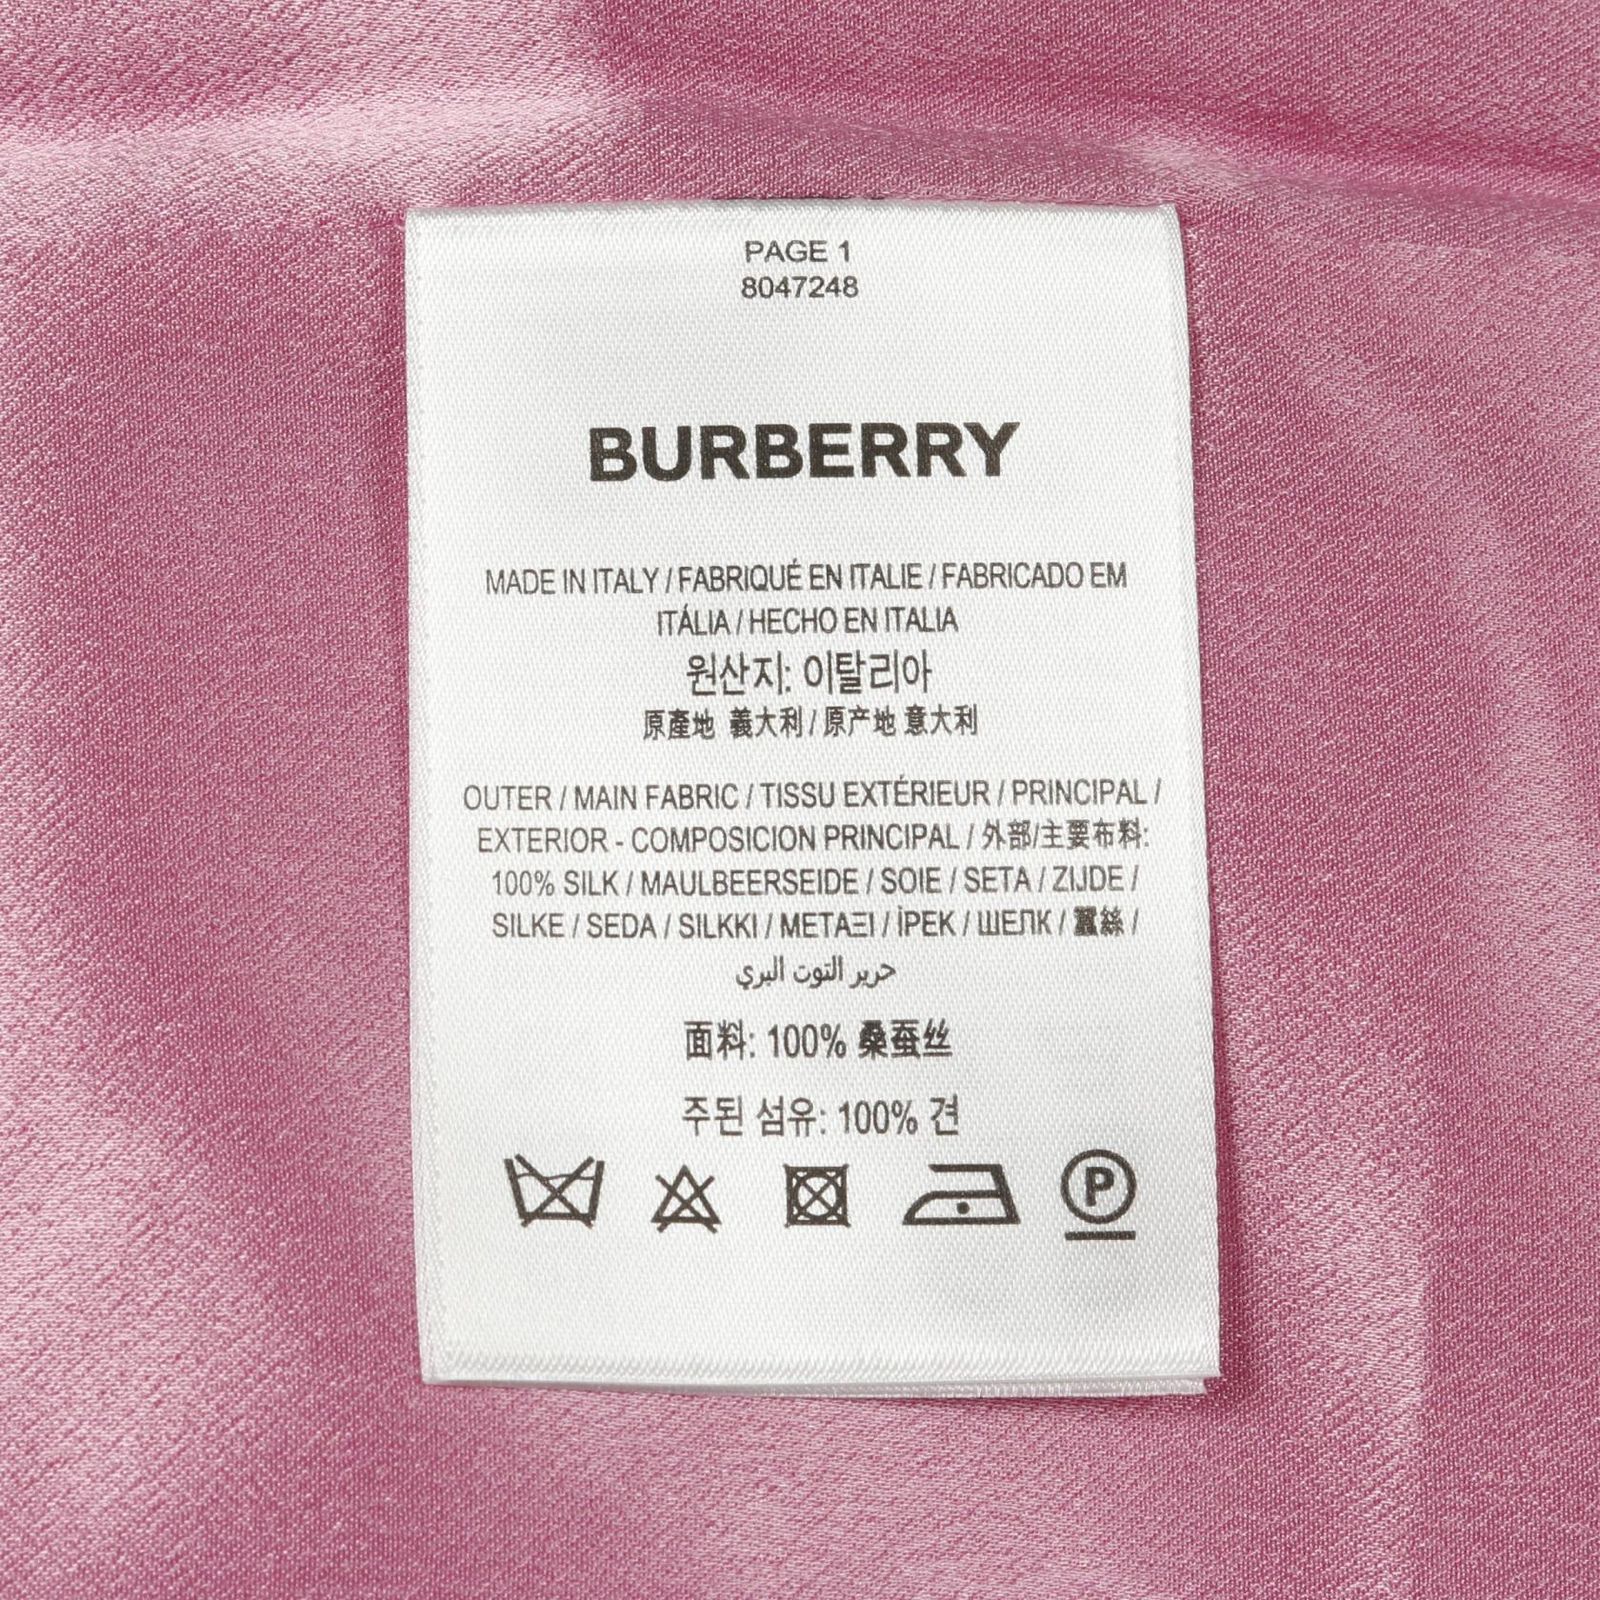 PAGE 1
8047248
BURBERRY
MADE IN ITALY / FABRIQUÉ EN ITALIE / FABRICADO EM
ITÁLIA / HECHO EN ITALIA
원산지: 이탈리아
原產地 義大利 / 原产地 意大利
OUTER / MAIN FABRIC / TISSU EXTÉRIEUR / PRINCIPAL /
EXTERIOR - COMPOSICION PRINCIPAL / 外部/主要布料:
100% SILK / MAULBEERSEIDE / SOIE / SETA / ZIJDE /
SILKE / SEDA / SILKKI / ΜΕΤΑΞΙ / İPEK / ШЕЛК / 蠶絲 /
حرير التوت البري
面料: 100% 桑蚕丝
주된 섬유: 100% 견
P